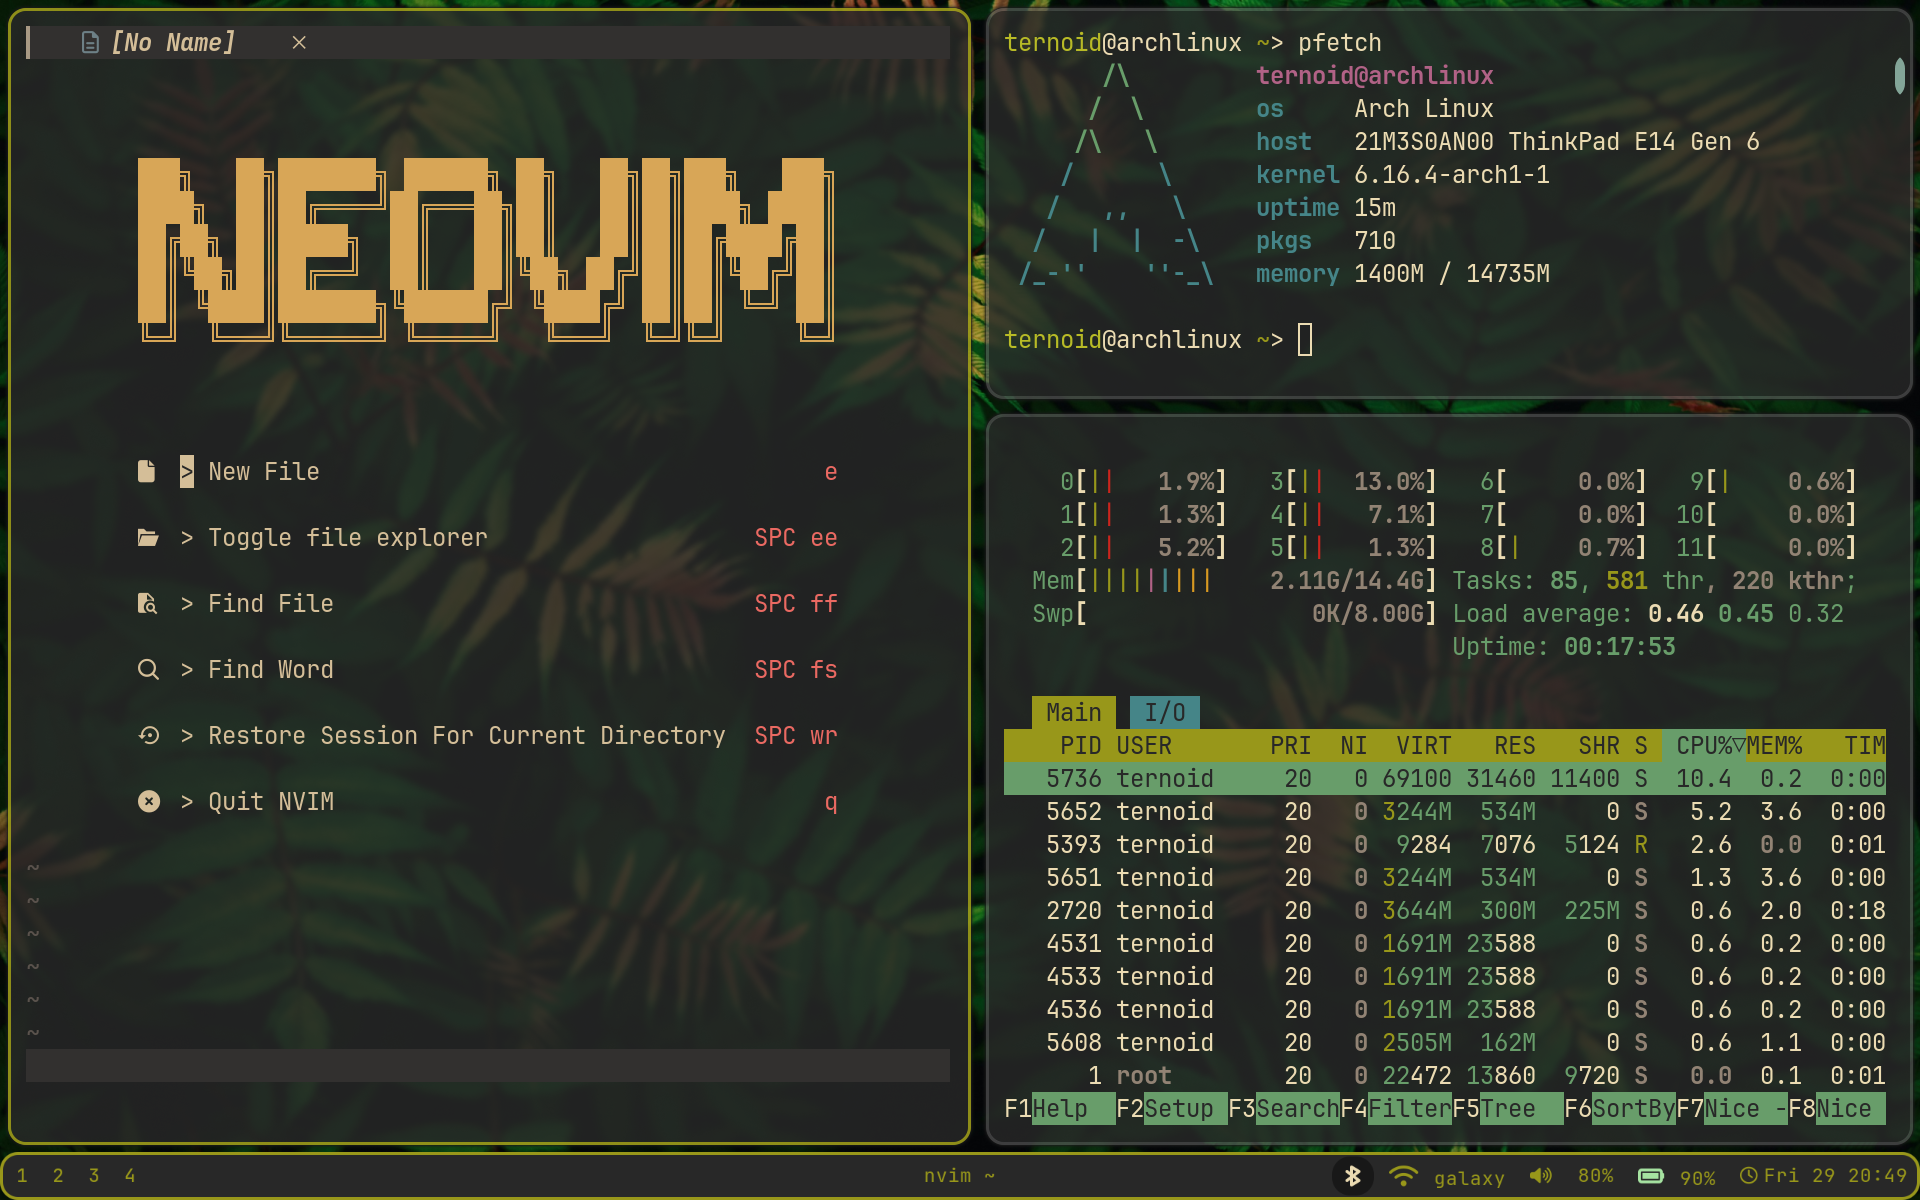 [No Name] ×
NEOVIM
> New File e
> Toggle file explorer SPC ee
> Find File SPC ff
> Find Word SPC fs
> Restore Session For Current Directory SPC wr
> Quit NVIM q
~
~
~
~
~
~
ternoid@archlinux ~> pfetch
ternoid@archlinux
os Arch Linux
host 21M3S0AN00 ThinkPad E14 Gen 6
kernel 6.16.4-arch1-1
uptime 15m
pkgs 710
memory 1400M / 14735M
ternoid@archlinux ~>
0[|| 1.9%] 3[|| 13.0%] 6[ 0.0%] 9[| 0.6%]
1[|| 1.3%] 4[|| 7.1%] 7[ 0.0%] 10[ 0.0%]
2[|| 5.2%] 5[|| 1.3%] 8[| 0.7%] 11[ 0.0%]
Mem[||||||||| 2.11G/14.4G] Tasks: 85, 581 thr, 220 kthr;
Swp[ 0K/8.00G] Load average: 0.46 0.45 0.32
Uptime: 00:17:53
Main I/O
PID USER PRI NI VIRT RES SHR S CPU%▽MEM% TIM
5736 ternoid 20 0 69100 31460 11400 S 10.4 0.2 0:00
5652 ternoid 20 0 3244M 534M 0 S 5.2 3.6 0:00
5393 ternoid 20 0 9284 7076 5124 R 2.6 0.0 0:01
5651 ternoid 20 0 3244M 534M 0 S 1.3 3.6 0:00
2720 ternoid 20 0 3644M 300M 225M S 0.6 2.0 0:18
4531 ternoid 20 0 1691M 23588 0 S 0.6 0.2 0:00
4533 ternoid 20 0 1691M 23588 0 S 0.6 0.2 0:00
4536 ternoid 20 0 1691M 23588 0 S 0.6 0.2 0:00
5608 ternoid 20 0 2505M 162M 0 S 0.6 1.1 0:00
1 root 20 0 22472 13860 9720 S 0.0 0.1 0:01
F1Help F2Setup F3SearchF4FilterF5Tree F6SortByF7Nice -F8Nice
1 2 3 4 nvim ~ galaxy 80% 90% Fri 29 20:49